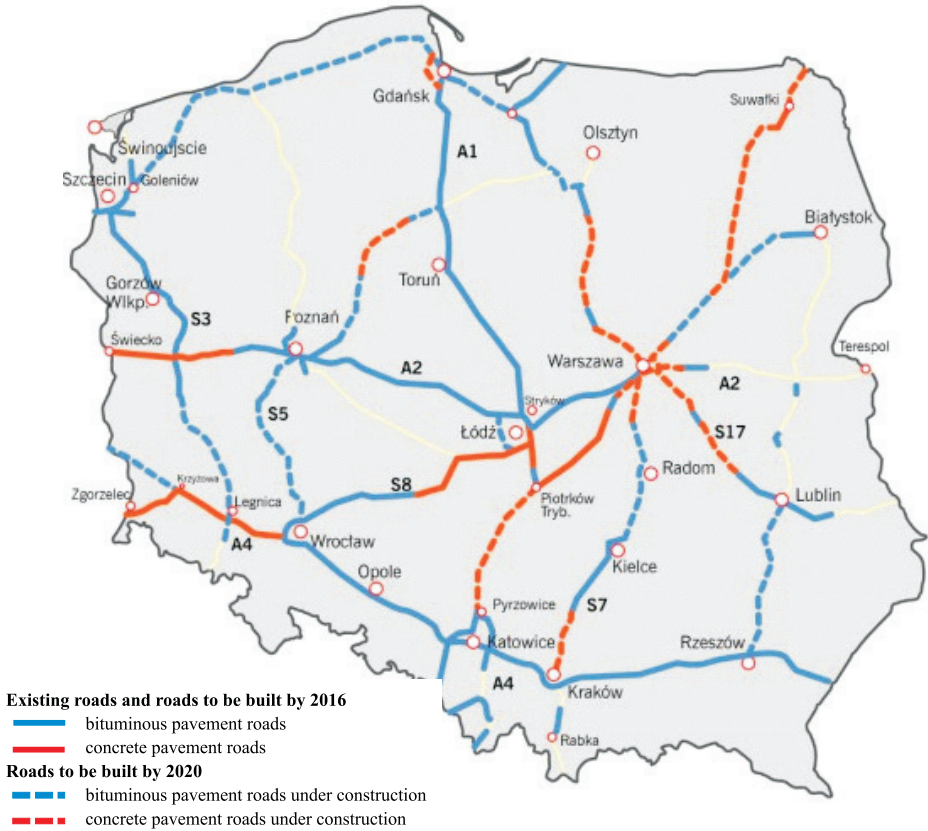 Gdańsk
Suwałki
A1
Olsztyn
Świnoujście
Szczecin
Goleniów
Białystok
Toruń
Gorzów
Wlkp.
S3
Poznań
Świecko
Terespol
Warszawa
A2
A2
Stryków
S5
Łódź
S17
Radom
S8
Krzyżowa
Zgorzelec
Legnica
Piotrków
Tryb.
Lublin
A4
Wrocław
Kielce
Opole
Pyrzowice
S7
Katowice
Rzeszów
A4
Kraków
Rabka
Existing roads and roads to be built by 2016
bituminous pavement roads
concrete pavement roads
Roads to be built by 2020
bituminous pavement roads under construction
concrete pavement roads under construction